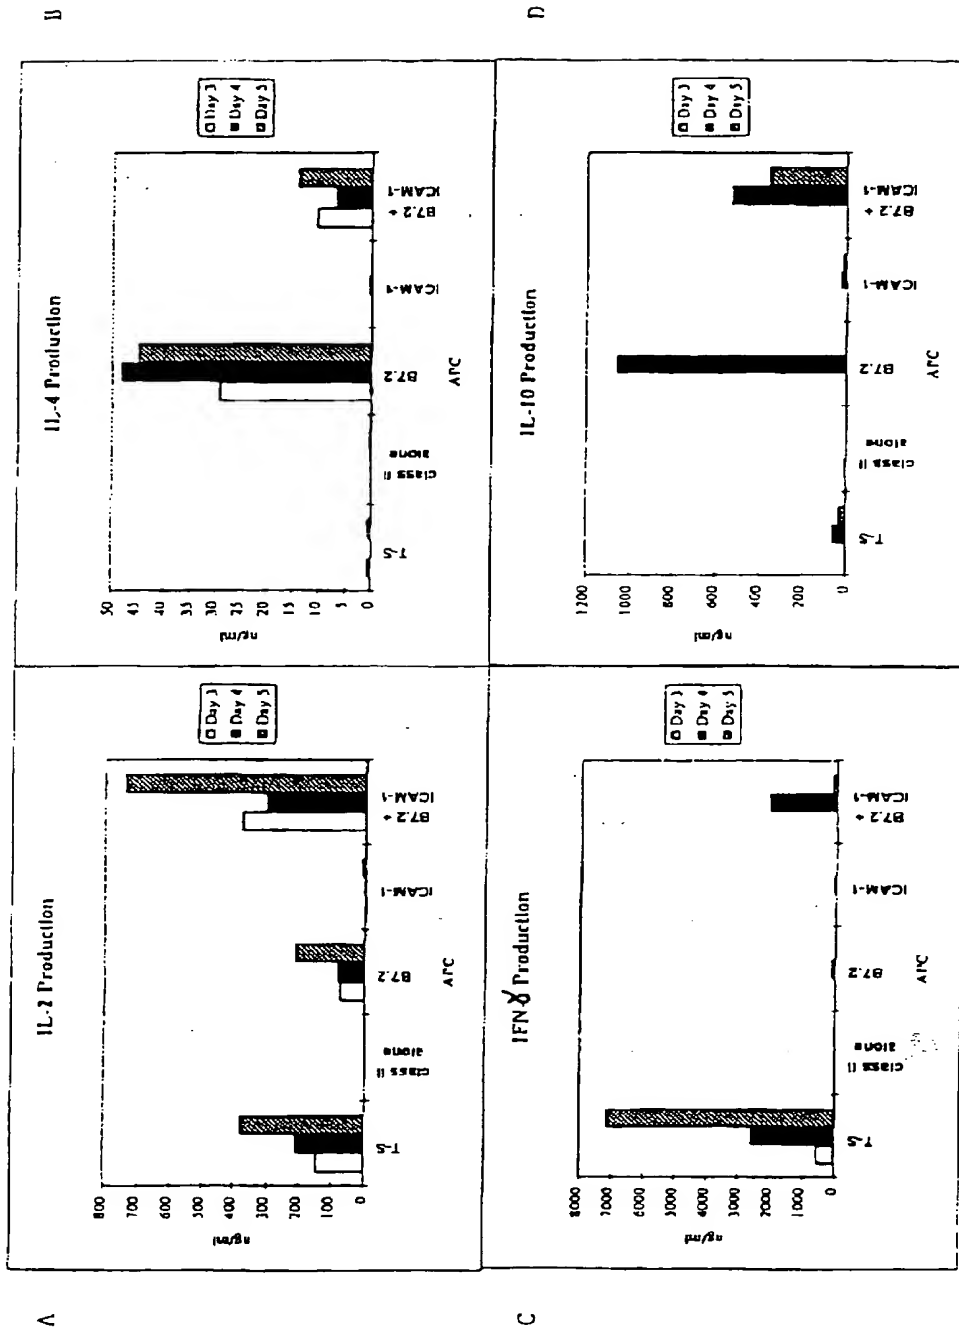 A
IL-2 Production
800
700
600
500
400
300
200
100
0
ng/ml
T-S
class II
alone
B7.2
ICAM-1
B7.2 +
ICAM-1
APC
Day 3
Day 4
Day 5
B
IL-4 Production
50
45
40
35
30
25
20
15
10
5
0
ng/ml
T-S
class II
alone
B7.2
ICAM-1
B7.2 +
ICAM-1
APC
Day 3
Day 4
Day 5
C
IFN-γ Production
8000
7000
6000
5000
4000
3000
2000
1000
0
ng/ml
T-S
class II
alone
B7.2
ICAM-1
B7.2 +
ICAM-1
APC
Day 3
Day 4
Day 5
D
IL-10 Production
1200
1000
800
600
400
200
0
ng/ml
T-S
class II
alone
B7.2
ICAM-1
B7.2 +
ICAM-1
APC
Day 3
Day 4
Day 5